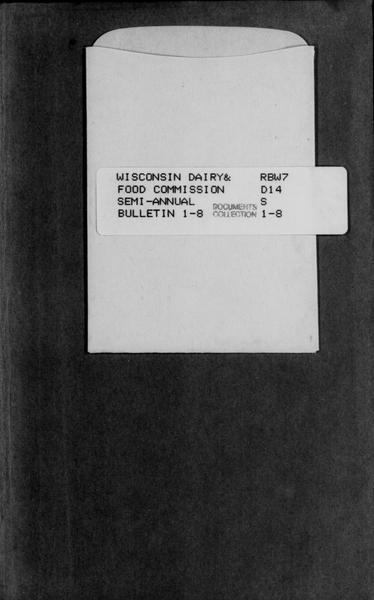 WISCONSIN DAIRY& RBW7
FOOD COMMISSION D14
SEMI-ANNUAL DOCUMENTS S
BULLETIN 1-8 COLLECTION 1-8